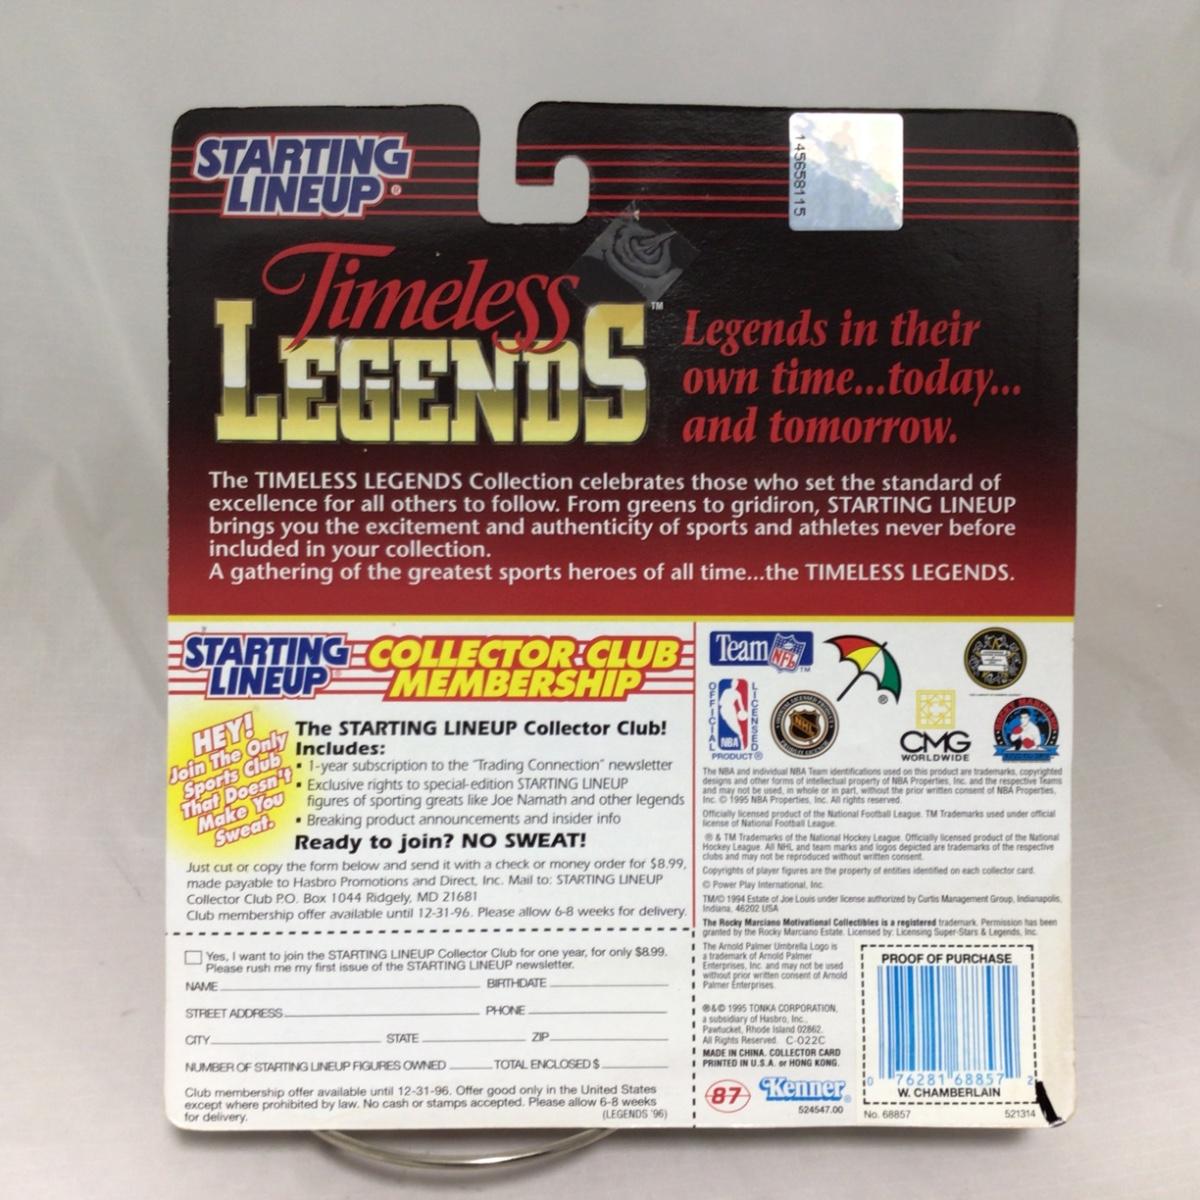 STARTING
LINEUP®
145658115
Timeless
LEGENDS™
Legends in their
own time...today...
and tomorrow.
The TIMELESS LEGENDS Collection celebrates those who set the standard of
excellence for all others to follow. From greens to gridiron, STARTING LINEUP
brings you the excitement and authenticity of sports and athletes never before
included in your collection.
A gathering of the greatest sports heroes of all time...the TIMELESS LEGENDS.
STARTING
LINEUP®
COLLECTOR CLUB
MEMBERSHIP
HEY!
Join The Only
Sports Club
That Doesn't
Make You
Sweat.
The STARTING LINEUP Collector Club!
Includes:
▪ 1-year subscription to the "Trading Connection" newsletter
▪ Exclusive rights to special-edition STARTING LINEUP
figures of sporting greats like Joe Namath and other legends
▪ Breaking product announcements and insider info
Ready to join? NO SWEAT!
Just cut or copy the form below and send it with a check or money order for $8.99,
made payable to Hasbro Promotions and Direct, Inc. Mail to: STARTING LINEUP
Collector Club P.O. Box 1044 Ridgely, MD 21681
Club membership offer available until 12-31-96. Please allow 6-8 weeks for delivery.
Yes, I want to join the STARTING LINEUP Collector Club for one year, for only $8.99.
Please rush me my first issue of the STARTING LINEUP newsletter.
NAME BIRTHDATE
STREET ADDRESS PHONE
CITY STATE ZIP
NUMBER OF STARTING LINEUP FIGURES OWNED TOTAL ENCLOSED $
Club membership offer available until 12-31-96. Offer good only in the United States
except where prohibited by law. No cash or stamps accepted. Please allow 6-8 weeks
for delivery. (LEGENDS '96)
Team NFL™
®
OFFICIAL
LICENSED
NBA
PRODUCT®
NHL
CMG
WORLDWIDE
ROCKY MARCIANO
The NBA and individual NBA Team identifications used on this product are trademarks, copyrighted
designs and other forms of intellectual property of NBA Properties, Inc. and the respective Teams
and may not be used, in whole or in part, without the prior written consent of NBA Properties,
Inc. © 1995 NBA Properties, Inc. All rights reserved.
Officially licensed product of the National Football League. TM Trademarks used under official
license of National Football League.
® & TM Trademarks of the National Hockey League. Officially licensed product of the National
Hockey League. All NHL and team marks and logos depicted are trademarks of the respective
clubs and may not be reproduced without written consent.
Copyrights of player figures are the property of entities identified on each collector card.
© Power Play International, Inc.
TM/© 1994 Estate of Joe Louis under license authorized by Curtis Management Group, Indianapolis,
Indiana, 46202 USA
The Rocky Marciano Motivational Collectibles is a registered trademark. Permission has been
granted by the Rocky Marciano Estate. Licensed by: Licensing Super-Stars & Legends, Inc.
The Arnold Palmer Umbrella Logo is
a trademark of Arnold Palmer
Enterprises, Inc. and may not be used
without prior written consent of Arnold
Palmer Enterprises.
®&© 1995 TONKA CORPORATION,
a subsidiary of Hasbro, Inc.,
Pawtucket, Rhode Island 02862.
All Rights Reserved. C-022C
MADE IN CHINA. COLLECTOR CARD
PRINTED IN U.S.A. or HONG KONG.
87 Kenner®
524547.00
PROOF OF PURCHASE
0 76281 68857 2
W. CHAMBERLAIN
No. 68857 521314